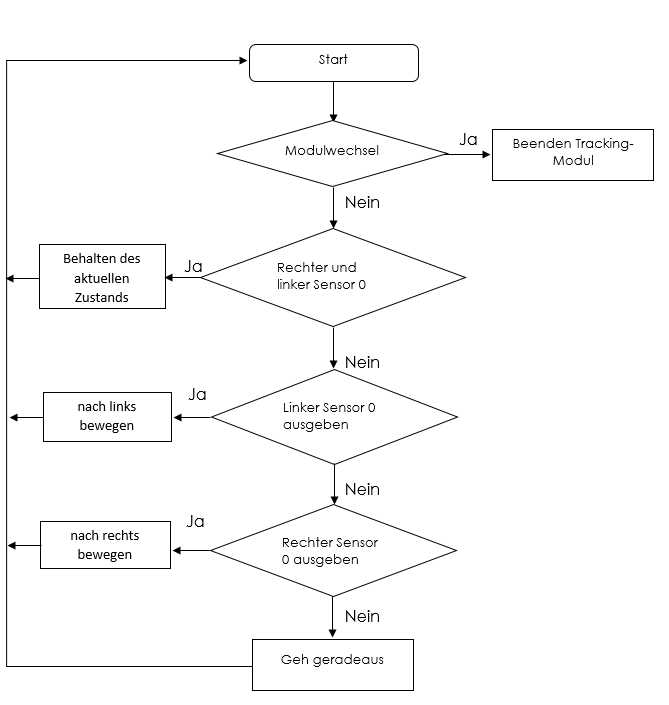 Start
Modulwechsel
Ja
Beenden Tracking-
Modul
Nein
Behalten des
aktuellen
Zustands
Ja
Rechter und
linker Sensor 0
Nein
nach links
bewegen
Ja
Linker Sensor 0
ausgeben
Nein
nach rechts
bewegen
Ja
Rechter Sensor
0 ausgeben
Nein
Geh geradeaus